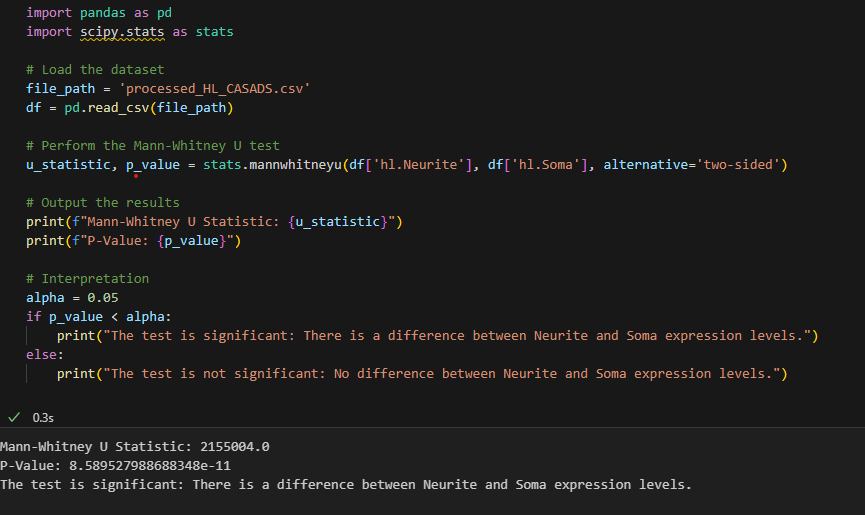 import pandas as pd
import scipy.stats as stats
# Load the dataset
file_path = 'processed_HL_CASADS.csv'
df = pd.read_csv(file_path)
# Perform the Mann-Whitney U test
u_statistic, p_value = stats.mannwhitneyu(df['hl.Neurite'], df['hl.Soma'], alternative='two-sided')
# Output the results
print(f"Mann-Whitney U Statistic: {u_statistic}")
print(f"P-Value: {p_value}")
# Interpretation
alpha = 0.05
if p_value < alpha:
    print("The test is significant: There is a difference between Neurite and Soma expression levels.")
else:
    print("The test is not significant: No difference between Neurite and Soma expression levels.")
✓ 0.3s
Mann-Whitney U Statistic: 2155004.0
P-Value: 8.589527988688348e-11
The test is significant: There is a difference between Neurite and Soma expression levels.